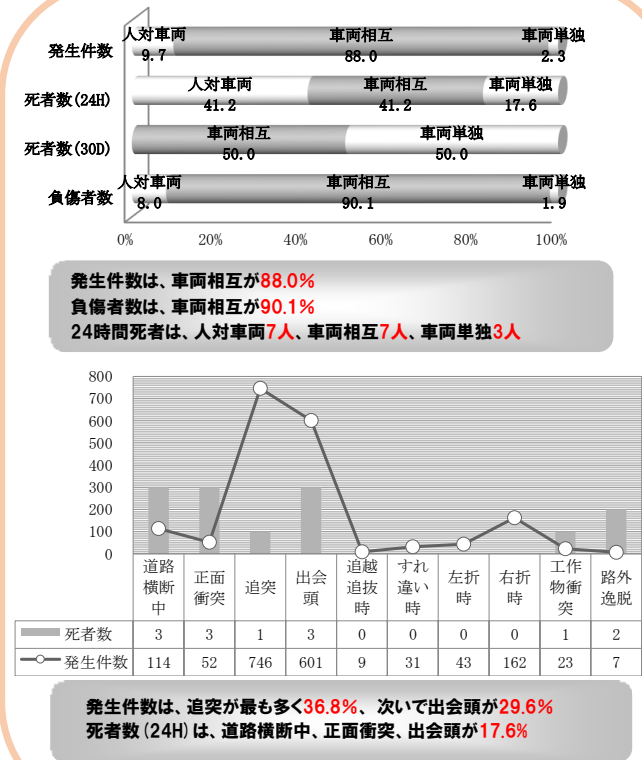 人対車両 車両相互 車両単独
発生件数 9.7 88.0 2.3
人対車両 車両相互 車両単独
死者数(24H) 41.2 41.2 17.6
車両相互 車両単独
死者数(30D) 50.0 50.0
人対車両 車両相互 車両単独
負傷者数 8.0 90.1 1.9
0% 20% 40% 60% 80% 100%
発生件数は、車両相互が88.0%
負傷者数は、車両相互が90.1%
24時間死者は、人対車両7人、車両相互7人、車両単独3人
800
700
600
500
400
300
200
100
0
道路横断中 正面衝突 追突 出会頭 追越追抜時 すれ違い時 左折時 右折時 工作物衝突 路外逸脱
死者数 3 3 1 3 0 0 0 0 1 2
発生件数 114 52 746 601 9 31 43 162 23 7
発生件数は、追突が最も多く36.8%、次いで出会頭が29.6%
死者数(24H)は、道路横断中、正面衝突、出会頭が17.6%